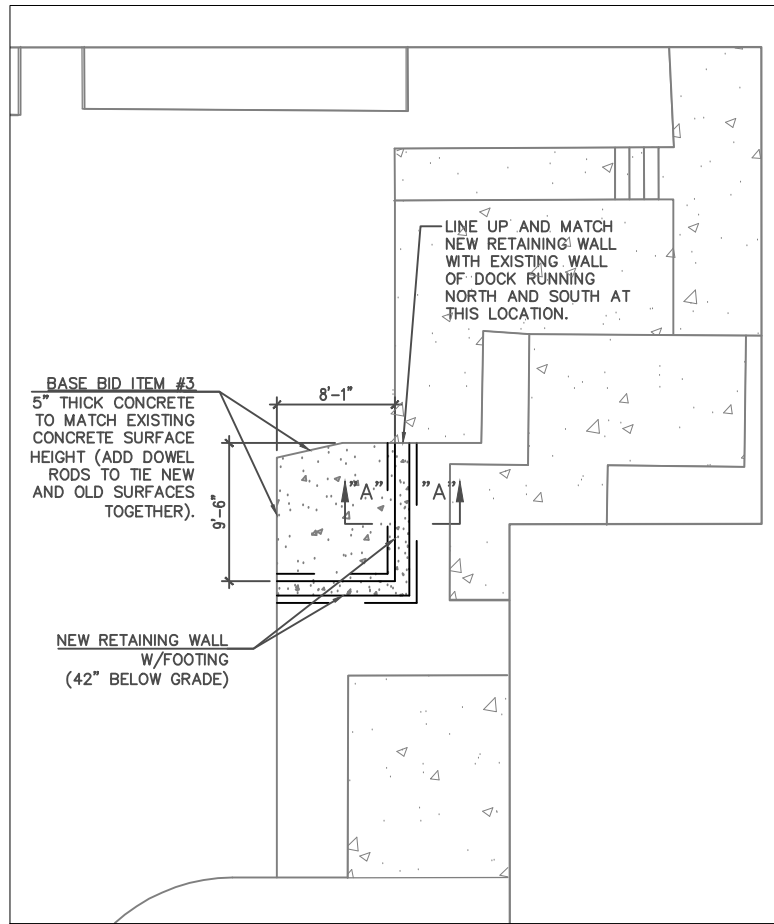 LINE UP AND MATCH
NEW RETAINING WALL
WITH EXISTING WALL
OF DOCK RUNNING
NORTH AND SOUTH AT
THIS LOCATION.
BASE BID ITEM #3
5" THICK CONCRETE
TO MATCH EXISTING
CONCRETE SURFACE
HEIGHT (ADD DOWEL
RODS TO TIE NEW
AND OLD SURFACES
TOGETHER).
8'-1"
9'-6"
"A"
"A"
NEW RETAINING WALL
W/FOOTING
(42" BELOW GRADE)